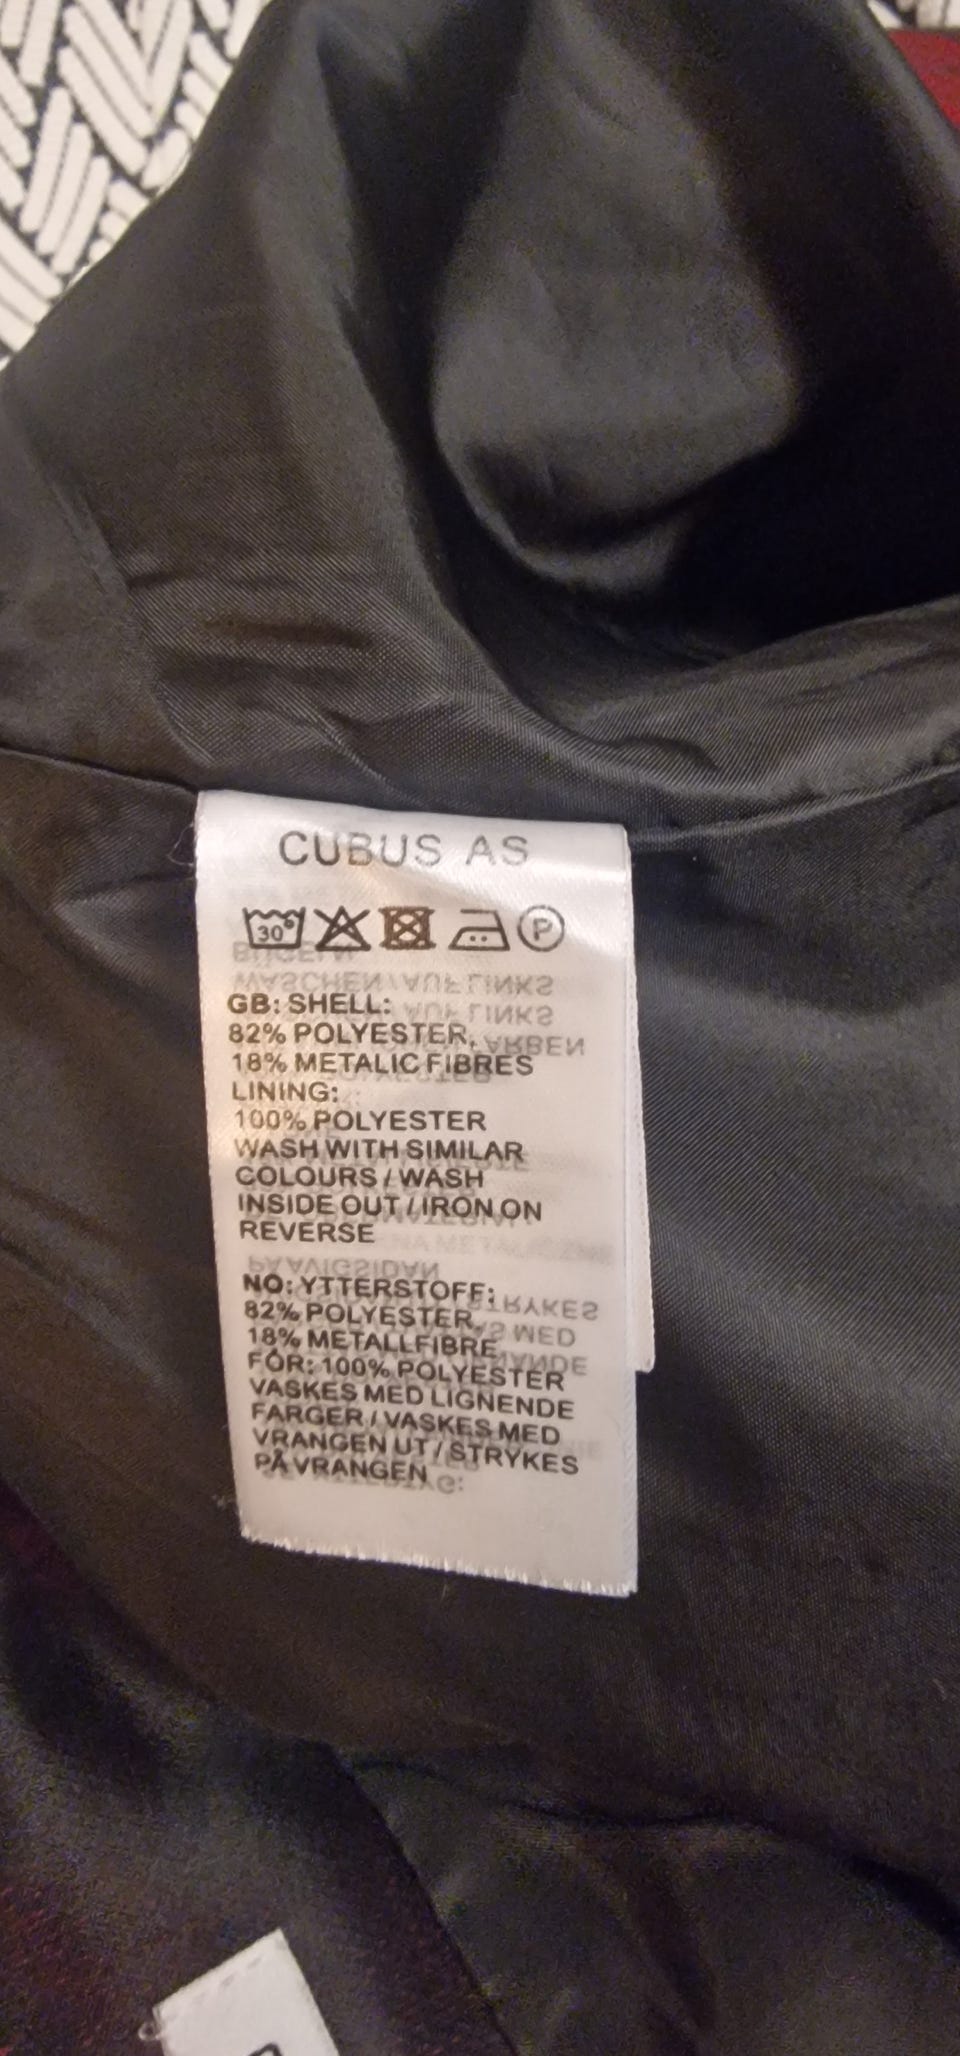 CUBUS AS
30°
P
GB: SHELL:
82% POLYESTER,
18% METALIC FIBRES
LINING:
100% POLYESTER
WASH WITH SIMILAR
COLOURS / WASH
INSIDE OUT / IRON ON
REVERSE
NO: YTTERSTOFF:
82% POLYESTER,
18% METALLFIBRE
FÔR: 100% POLYESTER
VASKES MED LIGNENDE
FARGER / VASKES MED
VRANGEN UT / STRYKES
PÅ VRANGEN